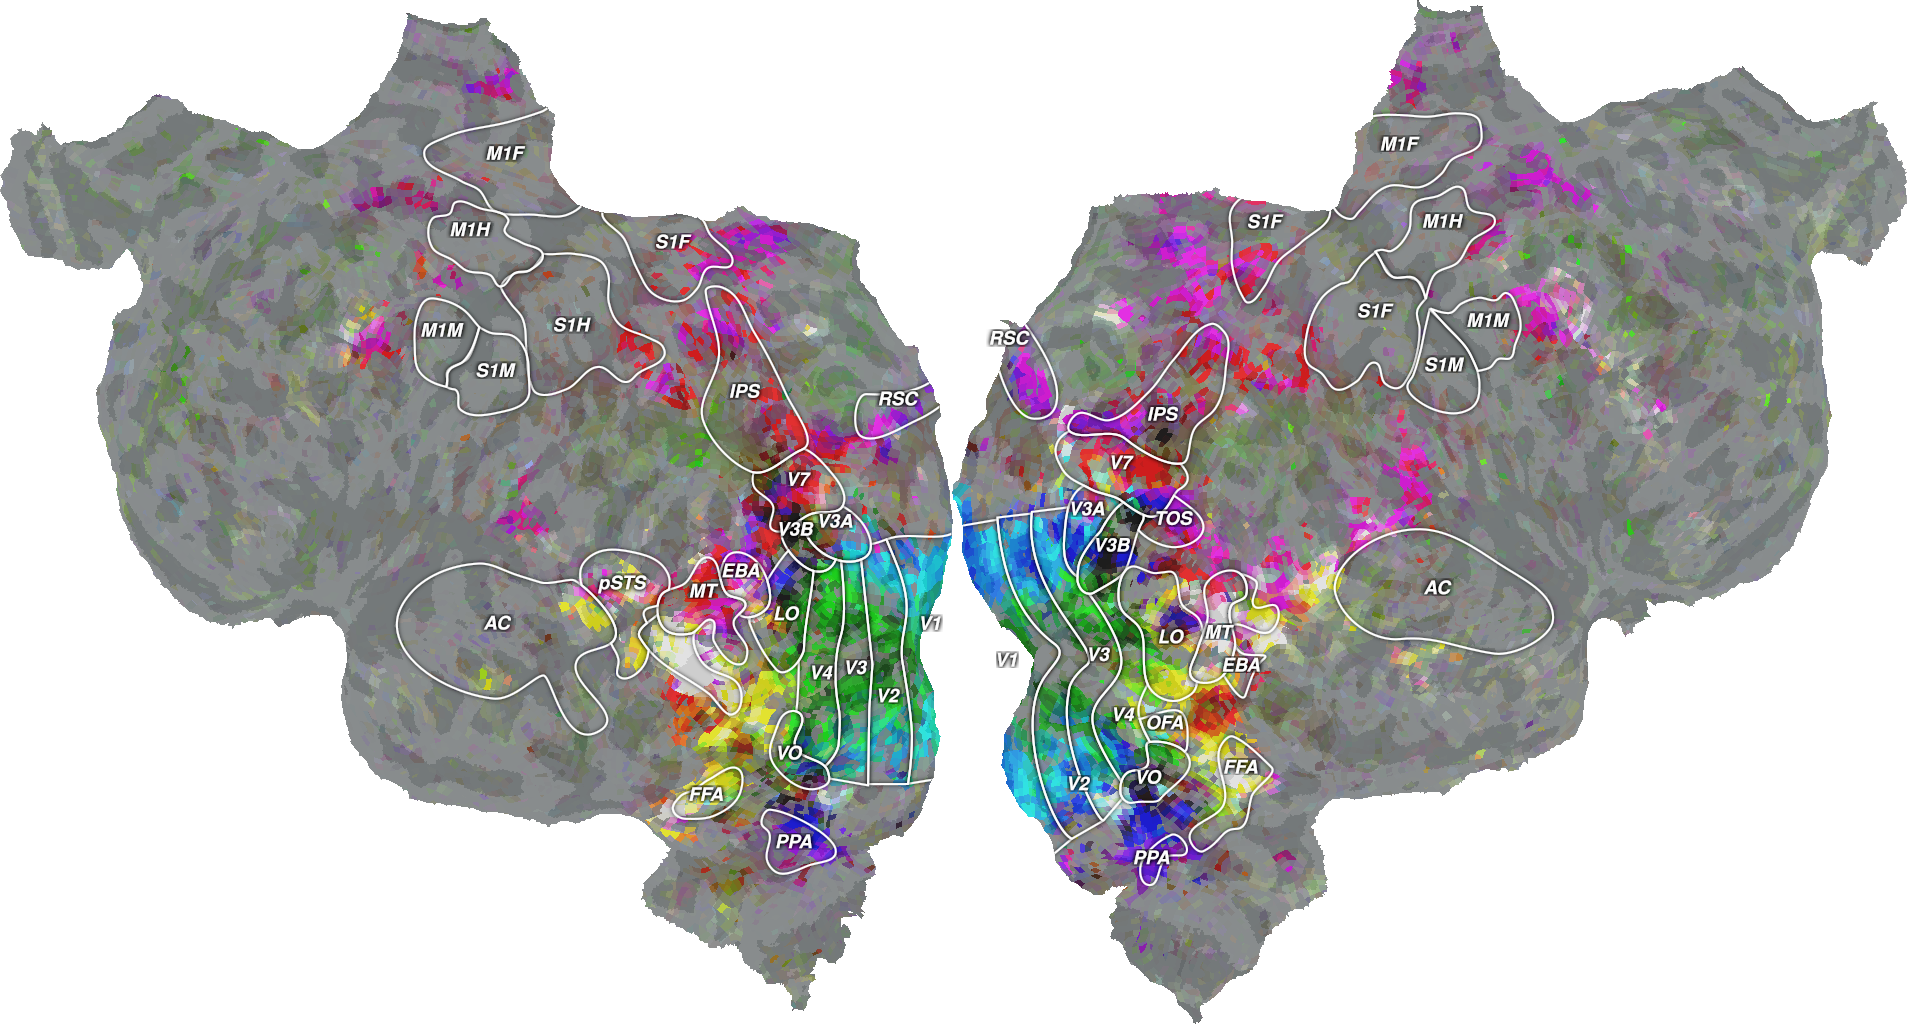 M1F
M1H
S1F
M1M
S1H
S1M
IPS
RSC
V7
V3B
V3A
pSTS
EBA
MT
AC
LO
V1
V4
V3
V2
VO
FFA
PPA
M1F
S1F
M1H
RSC
S1F
M1M
S1M
IPS
V7
V3A
TOS
V3B
AC
LO
MT
V1
V3
EBA
V4
OFA
V2
VO
FFA
PPA